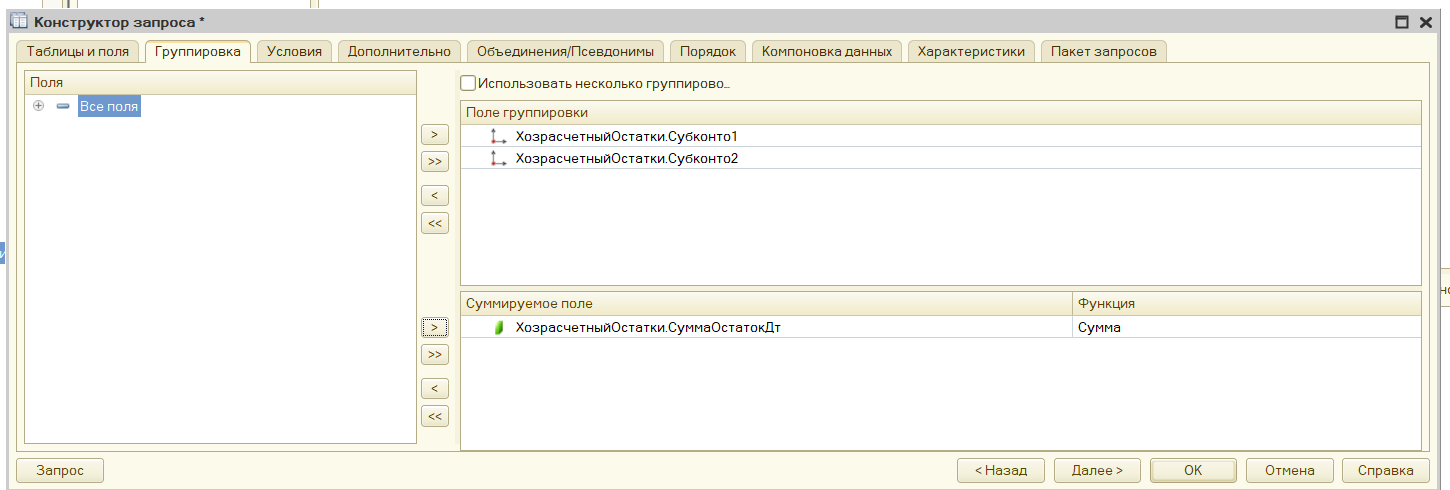 Конструктор запроса *
Таблицы и поля Группировка Условия Дополнительно Объединения/Псевдонимы Порядок Компоновка данных Характеристики Пакет запросов
Поля
Все поля
>
>>
<
<<
>
>>
<
<<
Использовать несколько группирово...
Поле группировки
ХозрасчетныйОстатки.Субконто1
ХозрасчетныйОстатки.Субконто2
Суммируемое поле Функция
ХозрасчетныйОстатки.СуммаОстатокДт Сумма
Запрос < Назад Далее > ОК Отмена Справка